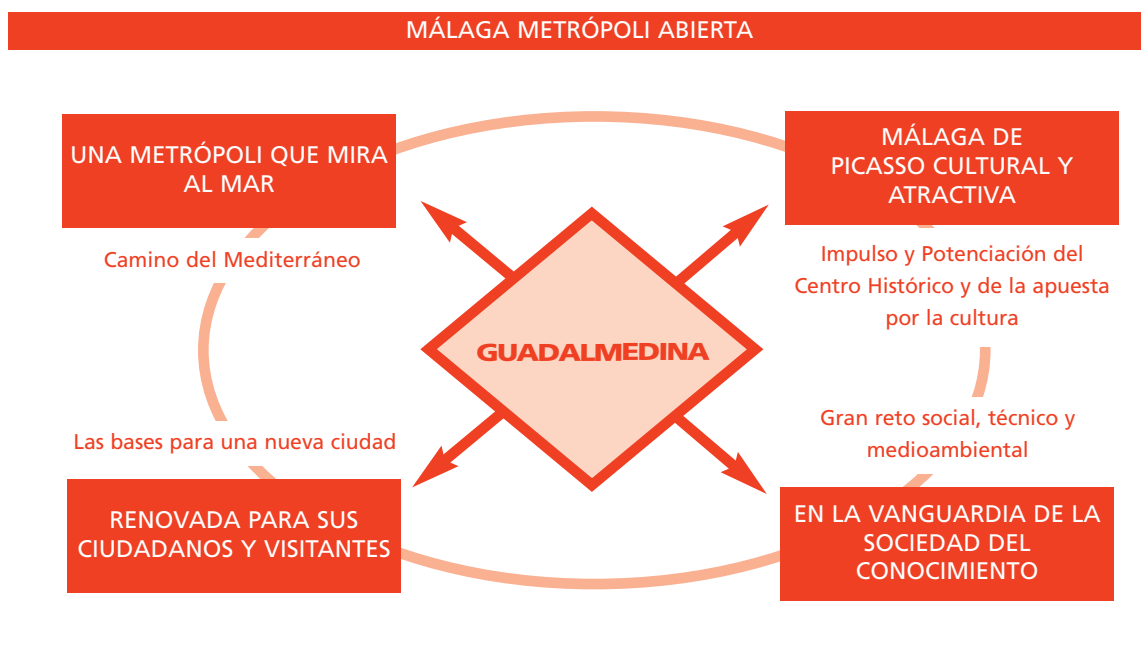 MÁLAGA METRÓPOLI ABIERTA
UNA METRÓPOLI QUE MIRA
AL MAR
Camino del Mediterráneo
MÁLAGA DE
PICASSO CULTURAL Y
ATRACTIVA
Impulso y Potenciación del
Centro Histórico y de la apuesta
por la cultura
GUADALMEDINA
Las bases para una nueva ciudad
RENOVADA PARA SUS
CIUDADANOS Y VISITANTES
Gran reto social, técnico y
medioambiental
EN LA VANGUARDIA DE LA
SOCIEDAD DEL
CONOCIMIENTO